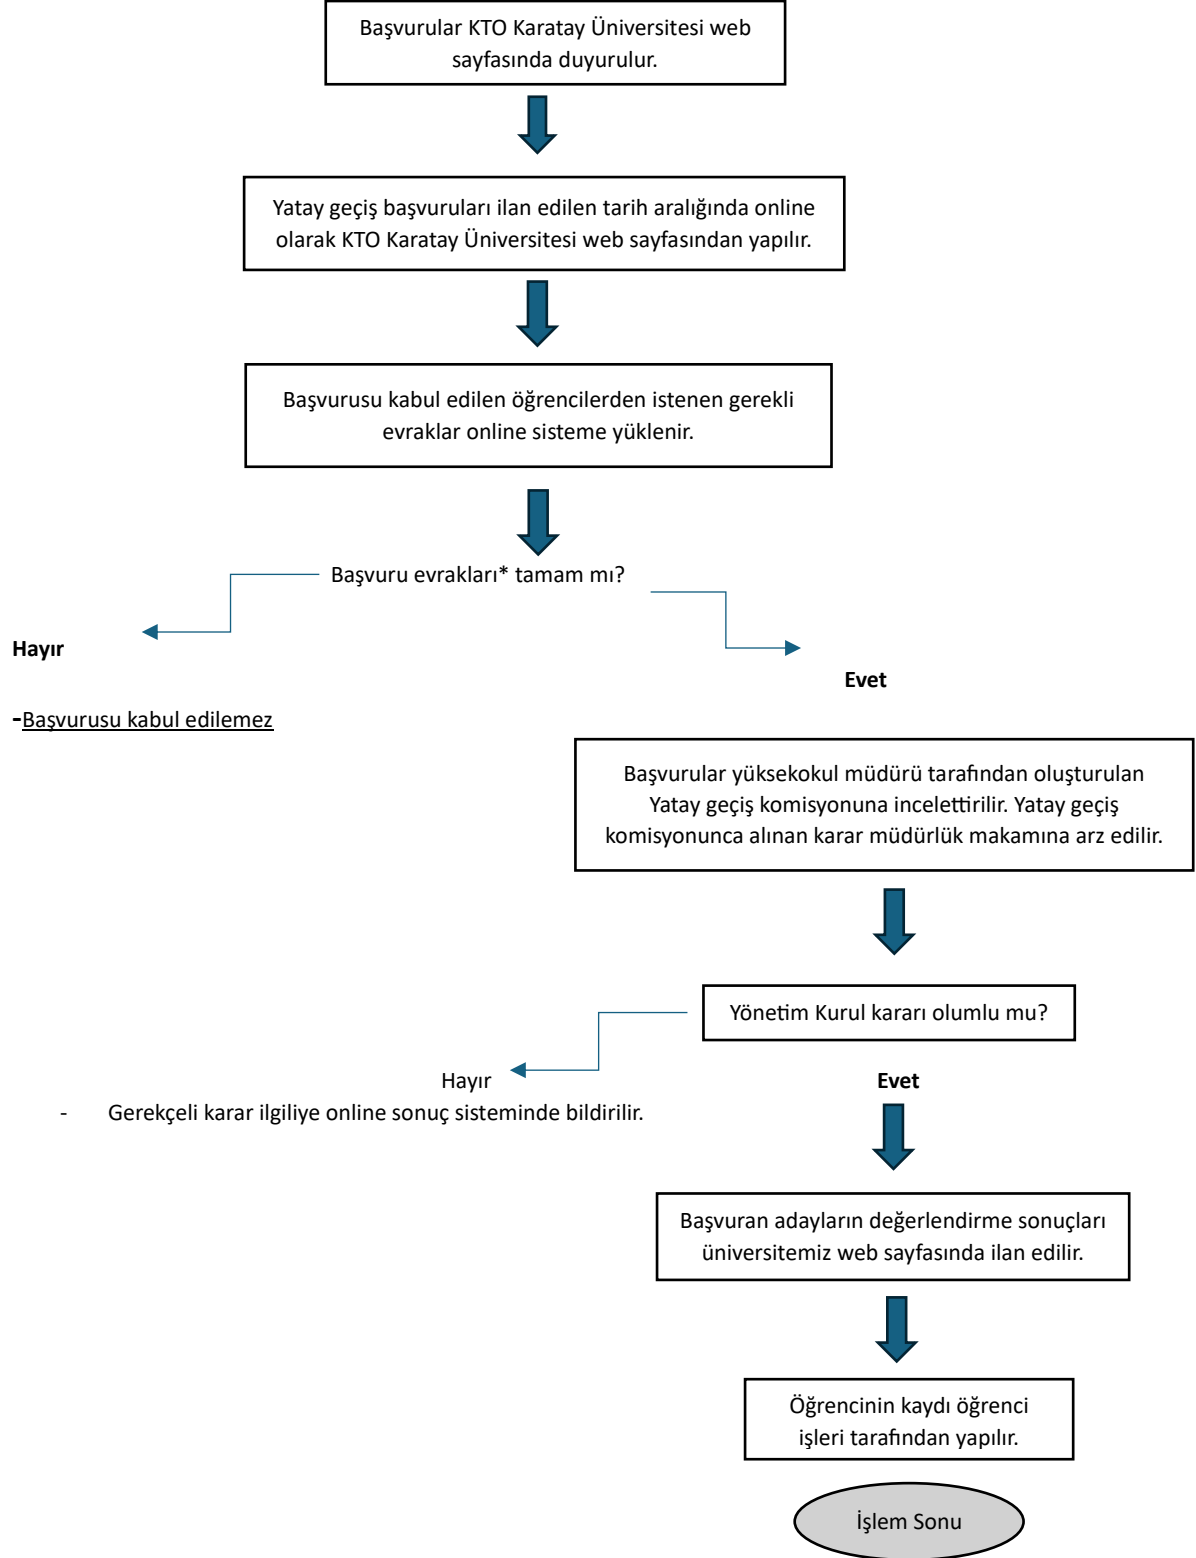 Başvurular KTO Karatay Üniversitesi web
sayfasında duyurulur.
Yatay geçiş başvuruları ilan edilen tarih aralığında online
olarak KTO Karatay Üniversitesi web sayfasından yapılır.
Başvurusu kabul edilen öğrencilerden istenen gerekli
evraklar online sisteme yüklenir.
Başvuru evrakları* tamam mı?
Hayır
Evet
-Başvurusu kabul edilemez
Başvurular yüksekokul müdürü tarafından oluşturulan
Yatay geçiş komisyonuna incelettirilir. Yatay geçiş
komisyonunca alınan karar müdürlük makamına arz edilir.
Yönetim Kurul kararı olumlu mu?
Hayır
Evet
- Gerekçeli karar ilgiliye online sonuç sisteminde bildirilir.
Başvuran adayların değerlendirme sonuçları
üniversitemiz web sayfasında ilan edilir.
Öğrencinin kaydı öğrenci
işleri tarafından yapılır.
İşlem Sonu